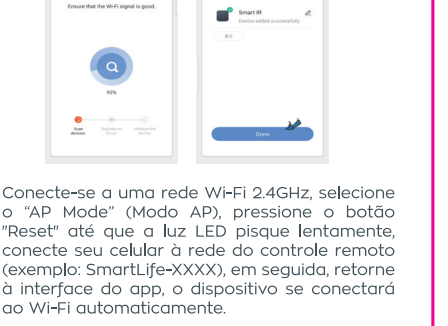 Ensure that the Wi-Fi signal is good.
93%
Scan
devices
Smart IR
Device added successfully
Done
Conecte-se a uma rede Wi-Fi 2.4GHz, selecione
o “AP Mode” (Modo AP), pressione o botão
"Reset" até que a luz LED pisque lentamente,
conecte seu celular à rede do controle remoto
(exemplo: SmartLife-XXXX), em seguida, retorne
à interface do app, o dispositivo se conectará
ao Wi-Fi automaticamente.